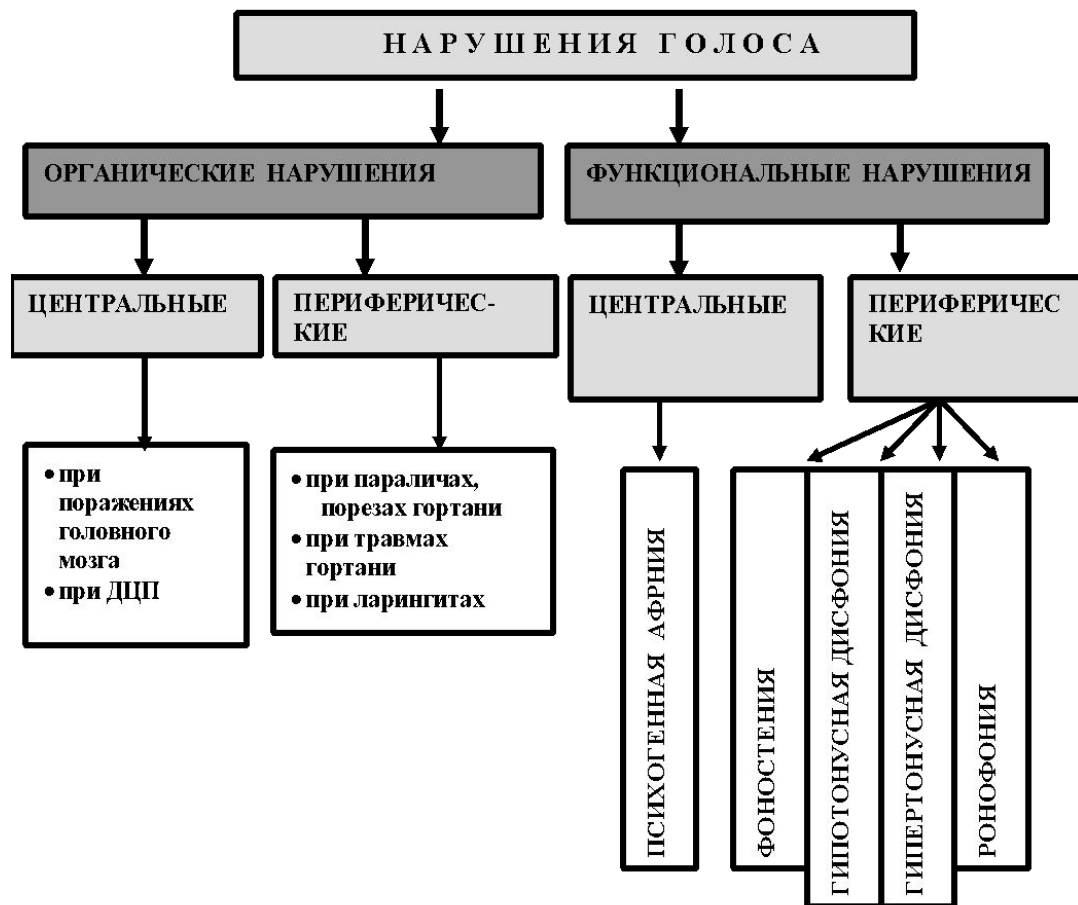 НАРУШЕНИЯ ГОЛОСА
ОРГАНИЧЕСКИЕ НАРУШЕНИЯ
ФУНКЦИОНАЛЬНЫЕ НАРУШЕНИЯ
ЦЕНТРАЛЬНЫЕ
ПЕРИФЕРИЧЕС-
КИЕ
ЦЕНТРАЛЬНЫЕ
ПЕРИФЕРИЧЕС
КИЕ
• при
поражениях
головного
мозга
• при ДЦП
• при параличах,
порезах гортани
• при травмах
гортани
• при ларингитах
ПСИХОГЕННАЯ АФРНИЯ
ФОНОСТЕНИЯ
ГИПОТОНУСНАЯ ДИСФОНИЯ
ГИПЕРТОНУСНАЯ ДИСФОНИЯ
РОНОФОНИЯ